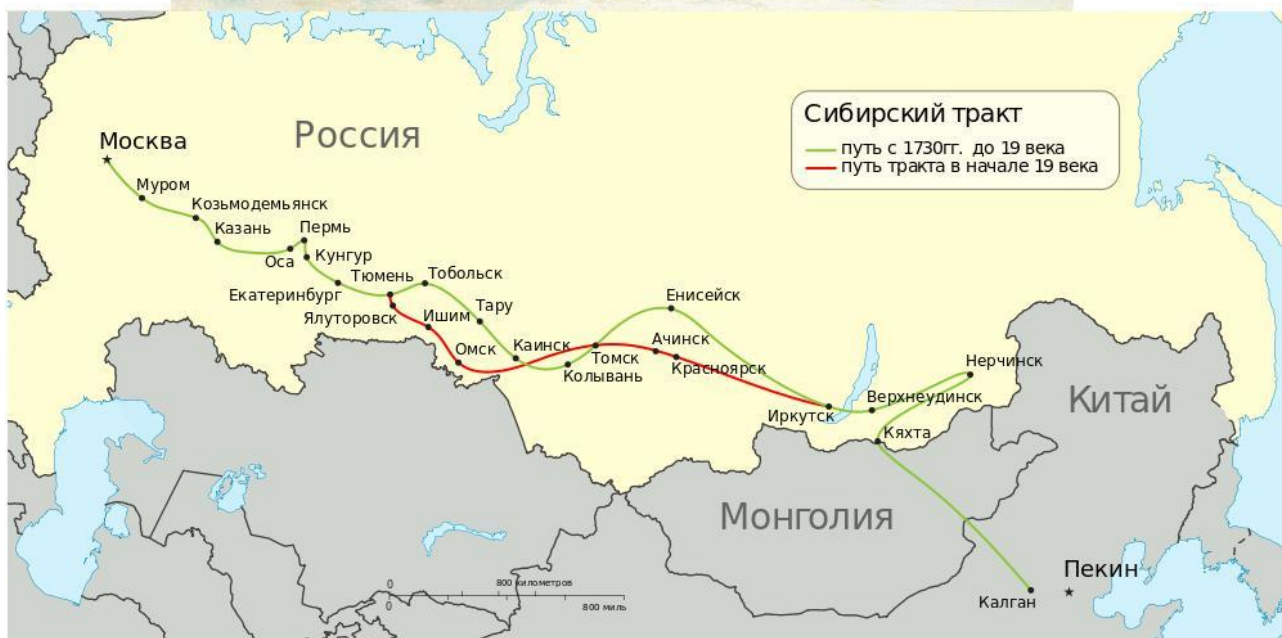 Сибирский тракт
путь с 1730гг. до 19 века
путь тракта в начале 19 века
Россия
Москва
Муром
Козьмодемьянск
Казань
Пермь
Оса
Кунгур
Тюмень
Тобольск
Екатеринбург
Ялуторовск
Ишим
Тару
Омск
Каинск
Колывань
Томск
Енисейск
Ачинск
Красноярск
Иркутск
Верхнеудинск
Нерчинск
Кяхта
Китай
Монголия
Пекин
Калган
0
800 километров
0
800 миль